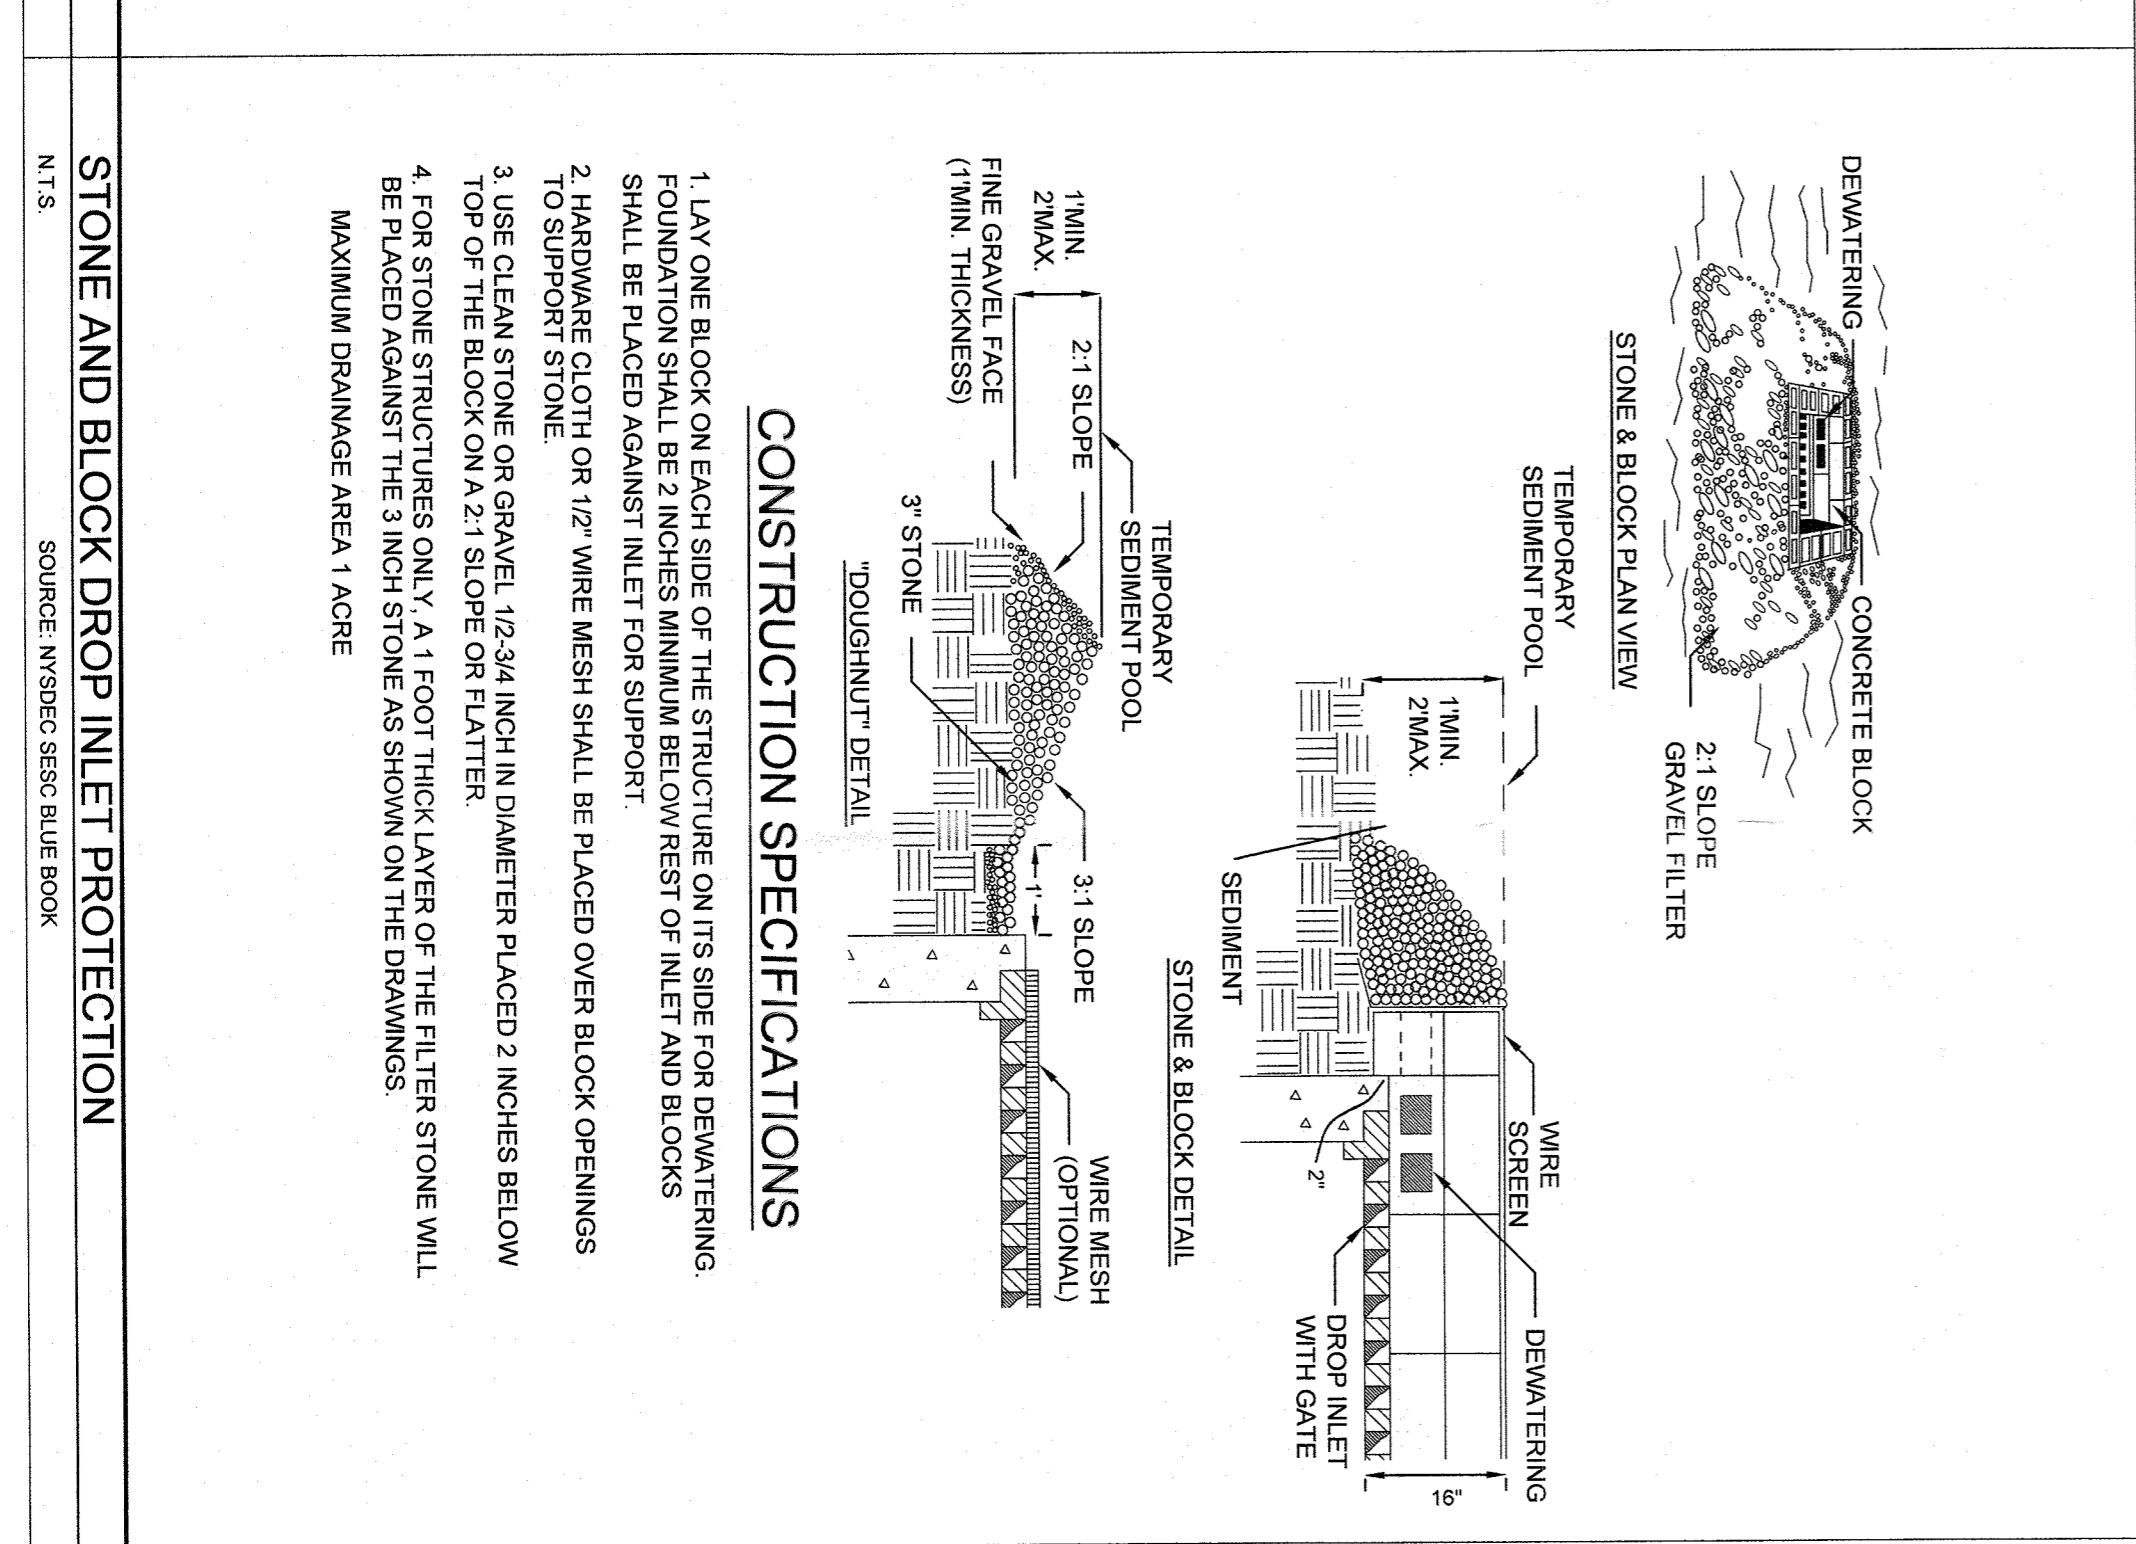 DEWATERING
CONCRETE BLOCK
2:1 SLOPE
GRAVEL FILTER
STONE & BLOCK PLAN VIEW
TEMPORARY
SEDIMENT POOL
WIRE
SCREEN
DEWATERING
1'MIN.
2'MAX.
16"
2"
DROP INLET
WITH GATE
SEDIMENT
STONE & BLOCK DETAIL
TEMPORARY
SEDIMENT POOL
2:1 SLOPE
1'MIN.
2'MAX.
3:1 SLOPE
WIRE MESH
(OPTIONAL)
1'
FINE GRAVEL FACE
(1'MIN. THICKNESS)
3" STONE
"DOUGHNUT" DETAIL
CONSTRUCTION SPECIFICATIONS
1. LAY ONE BLOCK ON EACH SIDE OF THE STRUCTURE ON ITS SIDE FOR DEWATERING.
FOUNDATION SHALL BE 2 INCHES MINIMUM BELOW REST OF INLET AND BLOCKS
SHALL BE PLACED AGAINST INLET FOR SUPPORT.
2. HARDWARE CLOTH OR 1/2" WIRE MESH SHALL BE PLACED OVER BLOCK OPENINGS
TO SUPPORT STONE.
3. USE CLEAN STONE OR GRAVEL 1/2-3/4 INCH IN DIAMETER PLACED 2 INCHES BELOW
TOP OF THE BLOCK ON A 2:1 SLOPE OR FLATTER.
4. FOR STONE STRUCTURES ONLY, A 1 FOOT THICK LAYER OF THE FILTER STONE WILL
BE PLACED AGAINST THE 3 INCH STONE AS SHOWN ON THE DRAWINGS.
MAXIMUM DRAINAGE AREA 1 ACRE
STONE AND BLOCK DROP INLET PROTECTION
N.T.S.
SOURCE: NYSDEC SESC BLUE BOOK